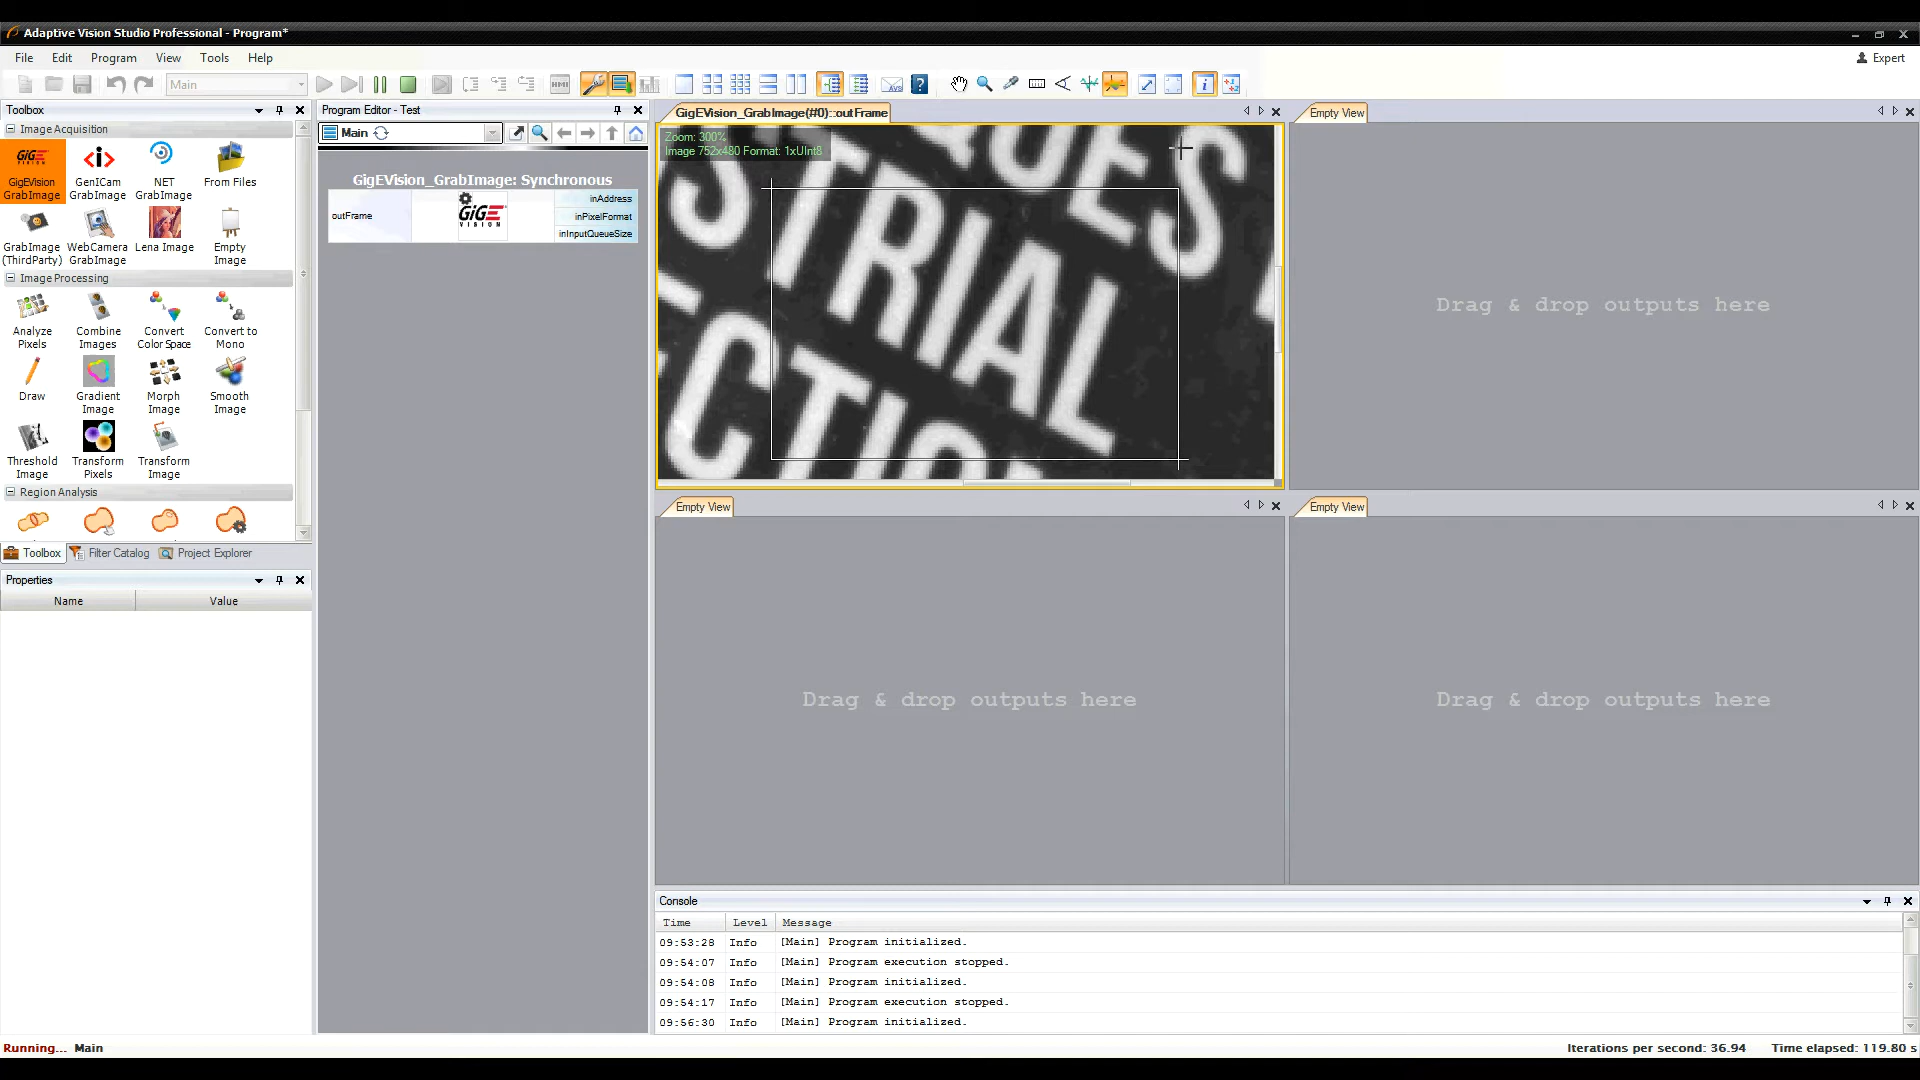 Adaptive Vision Studio Professional - Program*
File Edit Program View Tools Help
Expert
Main
HMI
AVS
Toolbox
Image Acquisition
GigEVision GrabImage
GenICam GrabImage
NET GrabImage
From Files
GrabImage (ThirdParty)
WebCamera GrabImage
Lena Image
Empty Image
Image Processing
Analyze Pixels
Combine Images
Convert Color Space
Convert to Mono
Draw
Gradient Image
Morph Image
Smooth Image
Threshold Image
Transform Pixels
Transform Image
Region Analysis
Toolbox Filter Catalog Project Explorer
Properties
Name Value
Program Editor - Test
Main
GigEVision_GrabImage: Synchronous
outFrame
GIGE VISION
inAddress
inPixelFormat
inInputQueueSize
GigEVision_GrabImage(#0)::outFrame
Zoom: 300%
Image 752x480 Format: 1xUInt8
QUES
STRIAL
ECTION
Empty View
Drag & drop outputs here
Empty View
Drag & drop outputs here
Empty View
Drag & drop outputs here
Console
Time Level Message
09:53:28 Info [Main] Program initialized.
09:54:07 Info [Main] Program execution stopped.
09:54:08 Info [Main] Program initialized.
09:54:17 Info [Main] Program execution stopped.
09:56:30 Info [Main] Program initialized.
Running... Main
Iterations per second: 36.94 Time elapsed: 119.80 s